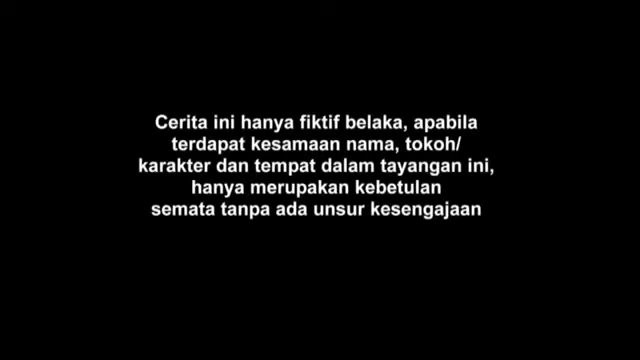 Cerita ini hanya fiktif belaka, apabila
terdapat kesamaan nama, tokoh/
karakter dan tempat dalam tayangan ini,
hanya merupakan kebetulan
semata tanpa ada unsur kesengajaan